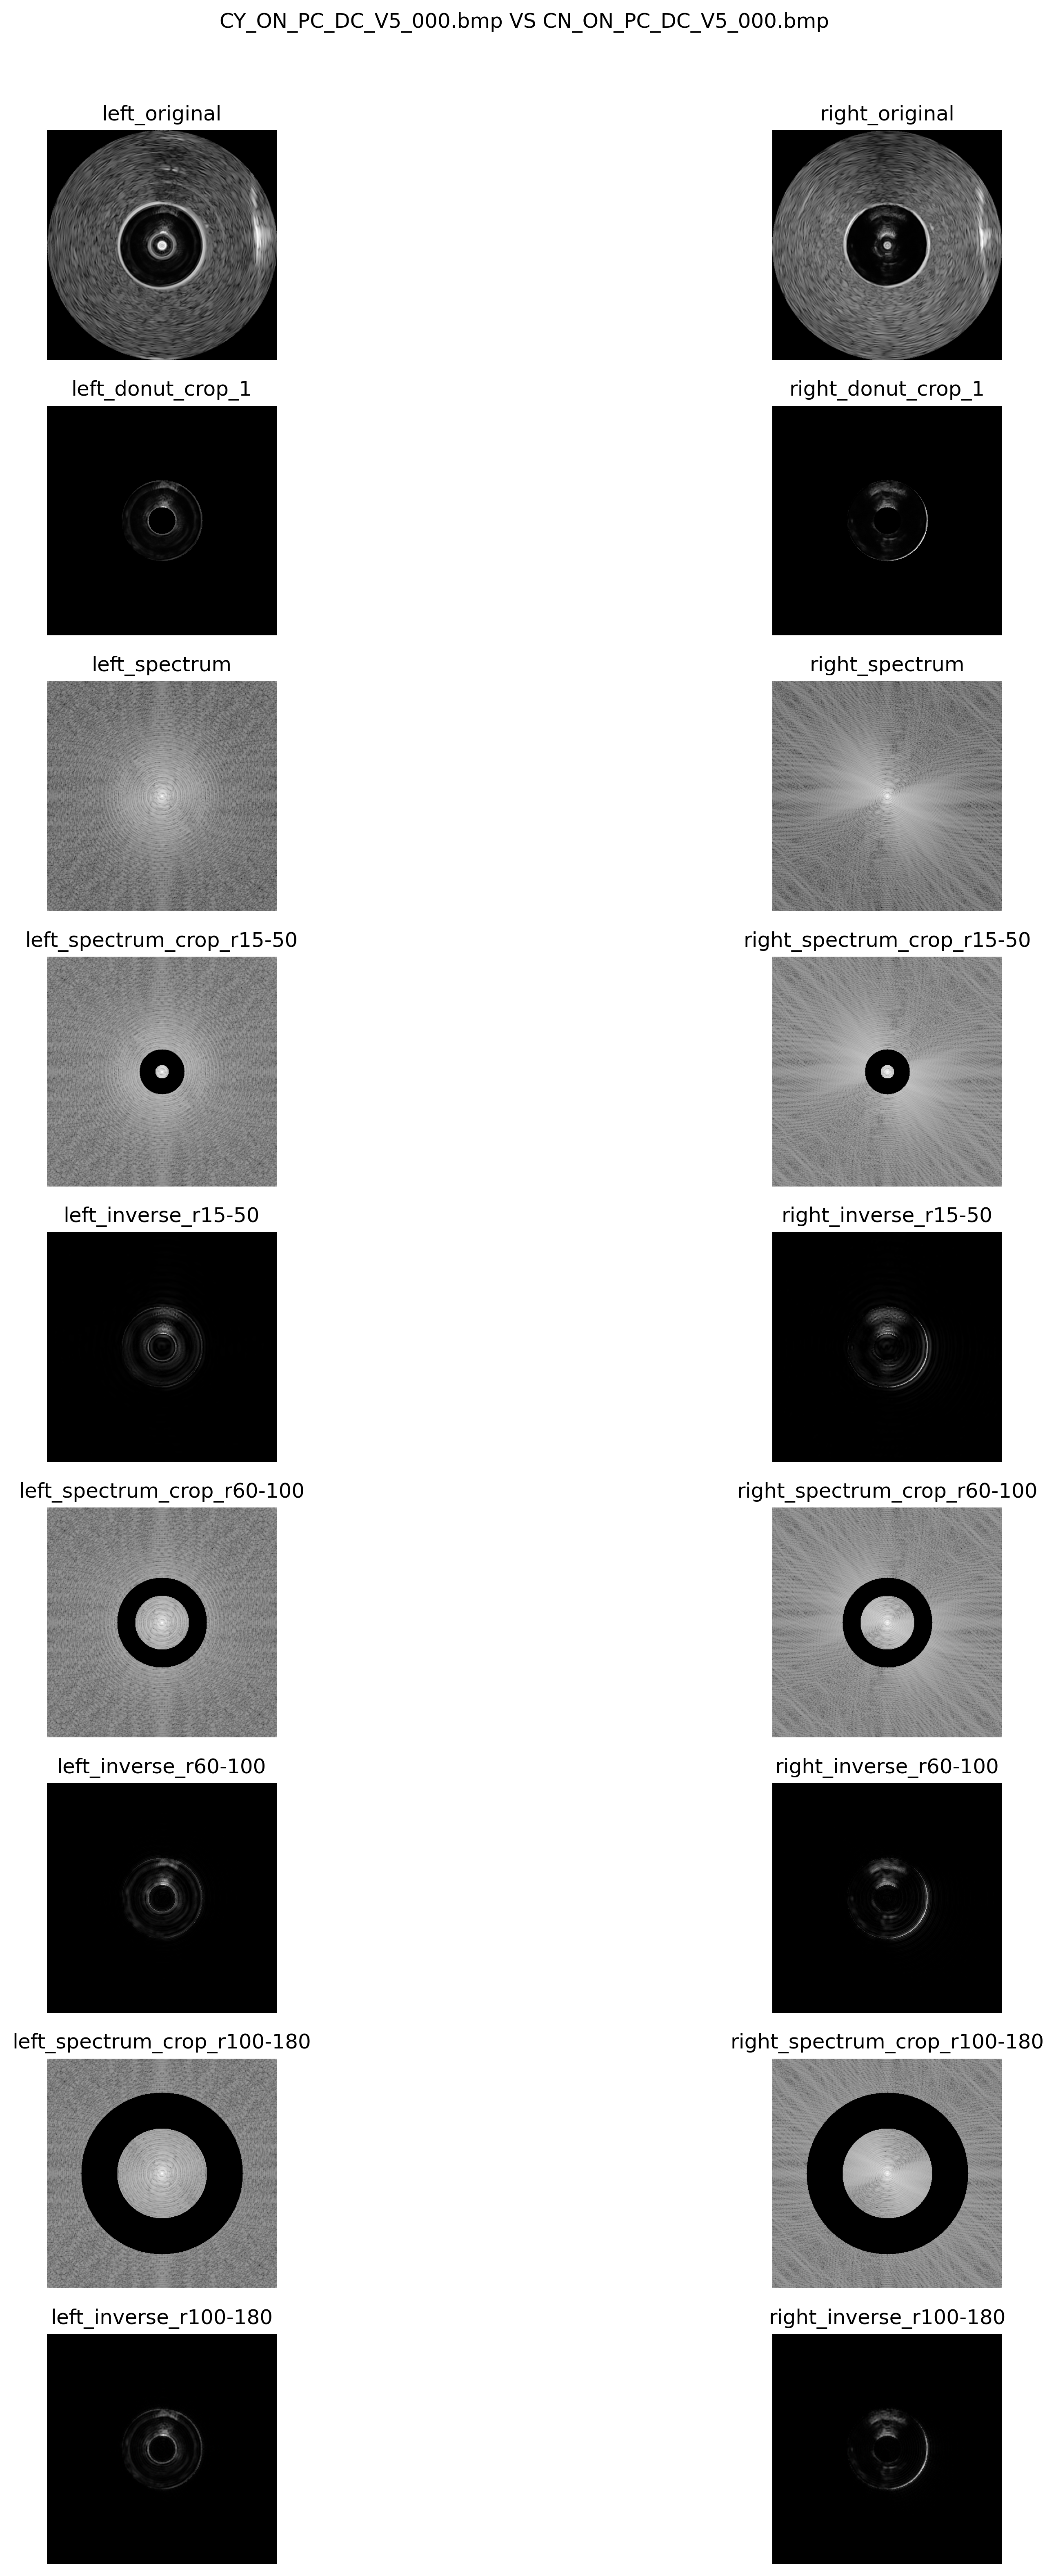 CY_ON_PC_DC_V5_000.bmp VS CN_ON_PC_DC_V5_000.bmp
left_original
right_original
left_donut_crop_1
right_donut_crop_1
left_spectrum
right_spectrum
left_spectrum_crop_r15-50
right_spectrum_crop_r15-50
left_inverse_r15-50
right_inverse_r15-50
left_spectrum_crop_r60-100
right_spectrum_crop_r60-100
left_inverse_r60-100
right_inverse_r60-100
left_spectrum_crop_r100-180
right_spectrum_crop_r100-180
left_inverse_r100-180
right_inverse_r100-180